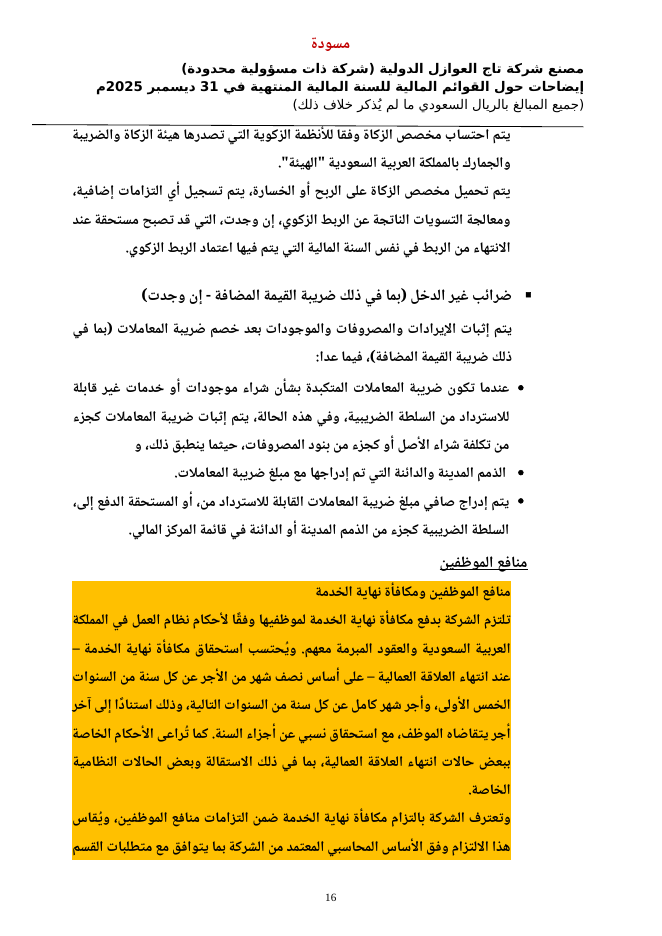 مسودة
مصنع شركة تاج العوازل الدولية (شركة ذات مسؤولية محدودة)
إيضاحات حول القوائم المالية للسنة المالية المنتهية في 31 ديسمبر 2025م
(جميع المبالغ بالريال السعودي ما لم يُذكر خلاف ذلك)
يتم احتساب مخصص الزكاة وفقا للأنظمة الزكوية التي تصدرها هيئة الزكاة والضريبة
والجمارك بالمملكة العربية السعودية "الهيئة".
يتم تحميل مخصص الزكاة على الربح أو الخسارة، يتم تسجيل أي التزامات إضافية،
ومعالجة التسويات الناتجة عن الربط الزكوي، إن وجدت، التي قد تصبح مستحقة عند
الانتهاء من الربط في نفس السنة المالية التي يتم فيها اعتماد الربط الزكوي.
▪ ضرائب غير الدخل (بما في ذلك ضريبة القيمة المضافة - إن وجدت)
يتم إثبات الإيرادات والمصروفات والموجودات بعد خصم ضريبة المعاملات (بما في
ذلك ضريبة القيمة المضافة)، فيما عدا:
• عندما تكون ضريبة المعاملات المتكبدة بشأن شراء موجودات أو خدمات غير قابلة
للاسترداد من السلطة الضريبية، وفي هذه الحالة، يتم إثبات ضريبة المعاملات كجزء
من تكلفة شراء الأصل أو كجزء من بنود المصروفات، حيثما ينطبق ذلك، و
• الذمم المدينة والدائنة التي تم إدراجها مع مبلغ ضريبة المعاملات.
• يتم إدراج صافي مبلغ ضريبة المعاملات القابلة للاسترداد من، أو المستحقة الدفع إلى،
السلطة الضريبية كجزء من الذمم المدينة أو الدائنة في قائمة المركز المالي.
منافع الموظفين
منافع الموظفين ومكافأة نهاية الخدمة
تلتزم الشركة بدفع مكافأة نهاية الخدمة لموظفيها وفقًا لأحكام نظام العمل في المملكة
العربية السعودية والعقود المبرمة معهم. ويُحتسب استحقاق مكافأة نهاية الخدمة –
عند انتهاء العلاقة العمالية – على أساس نصف شهر من الأجر عن كل سنة من السنوات
الخمس الأولى، وأجر شهر كامل عن كل سنة من السنوات التالية، وذلك استنادًا إلى آخر
أجر يتقاضاه الموظف، مع استحقاق نسبي عن أجزاء السنة. كما تُراعى الأحكام الخاصة
ببعض حالات انتهاء العلاقة العمالية، بما في ذلك الاستقالة وبعض الحالات النظامية
الخاصة.
وتعترف الشركة بالتزام مكافأة نهاية الخدمة ضمن التزامات منافع الموظفين، ويُقاس
هذا الالتزام وفق الأساس المحاسبي المعتمد من الشركة بما يتوافق مع متطلبات القسم
16